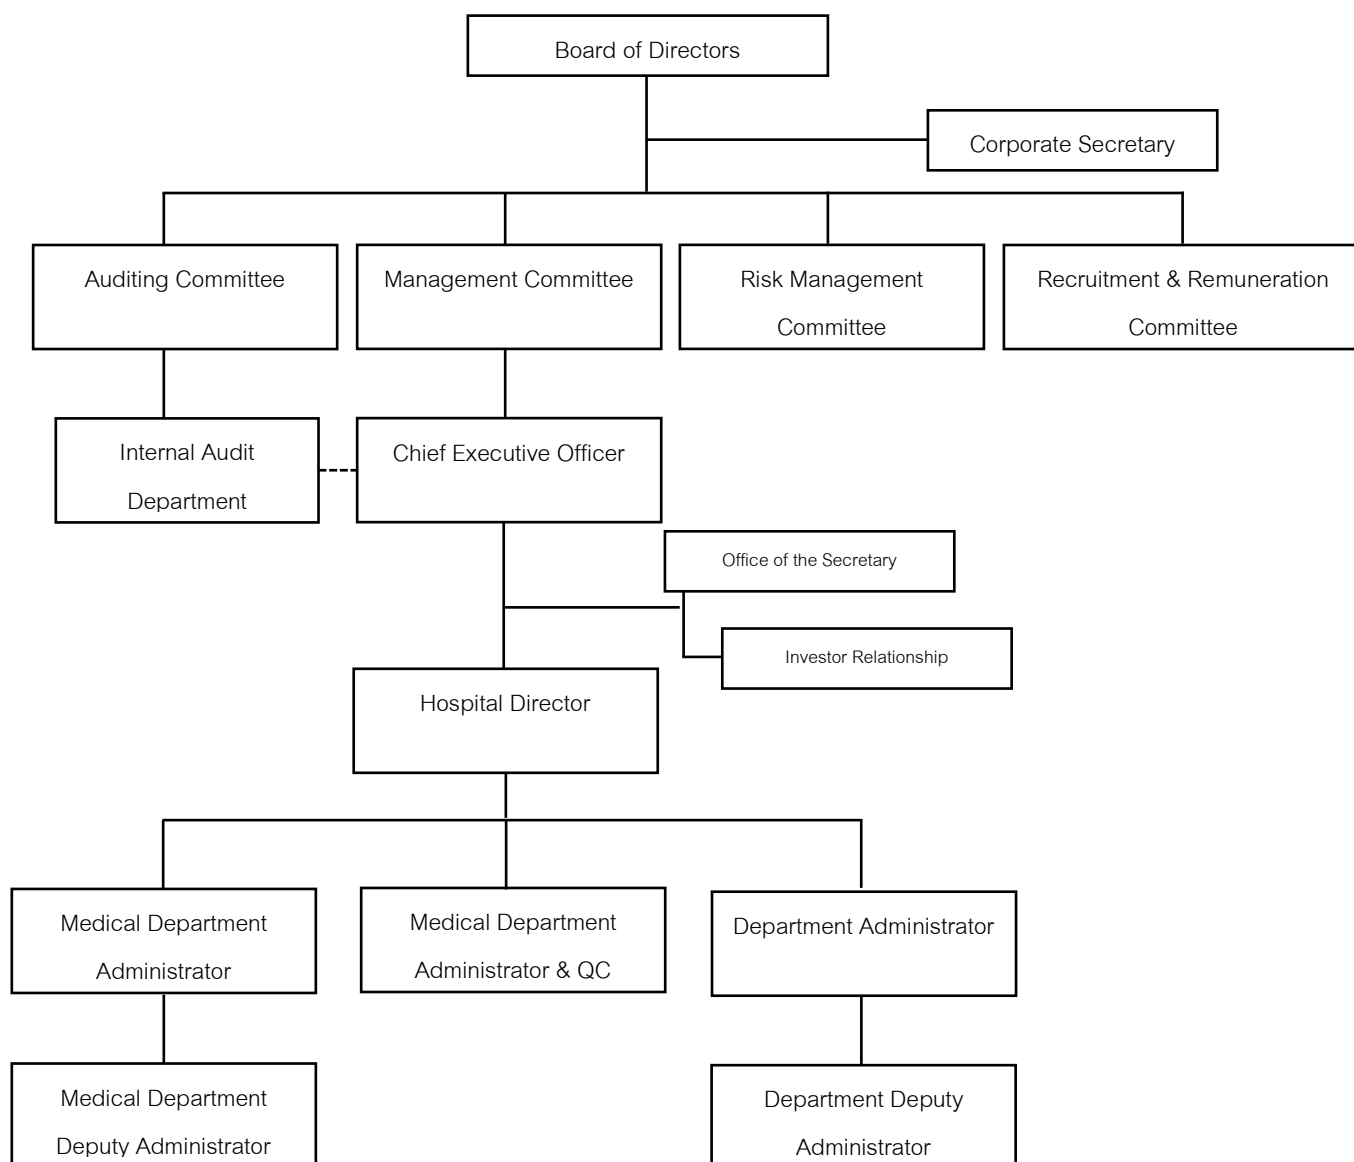 Board of Directors
Corporate Secretary
Auditing Committee
Management Committee
Risk Management
Committee
Recruitment & Remuneration
Committee
Internal Audit
Department
Chief Executive Officer
Office of the Secretary
Investor Relationship
Hospital Director
Medical Department
Administrator
Medical Department
Administrator & QC
Department Administrator
Medical Department
Deputy Administrator
Department Deputy
Administrator